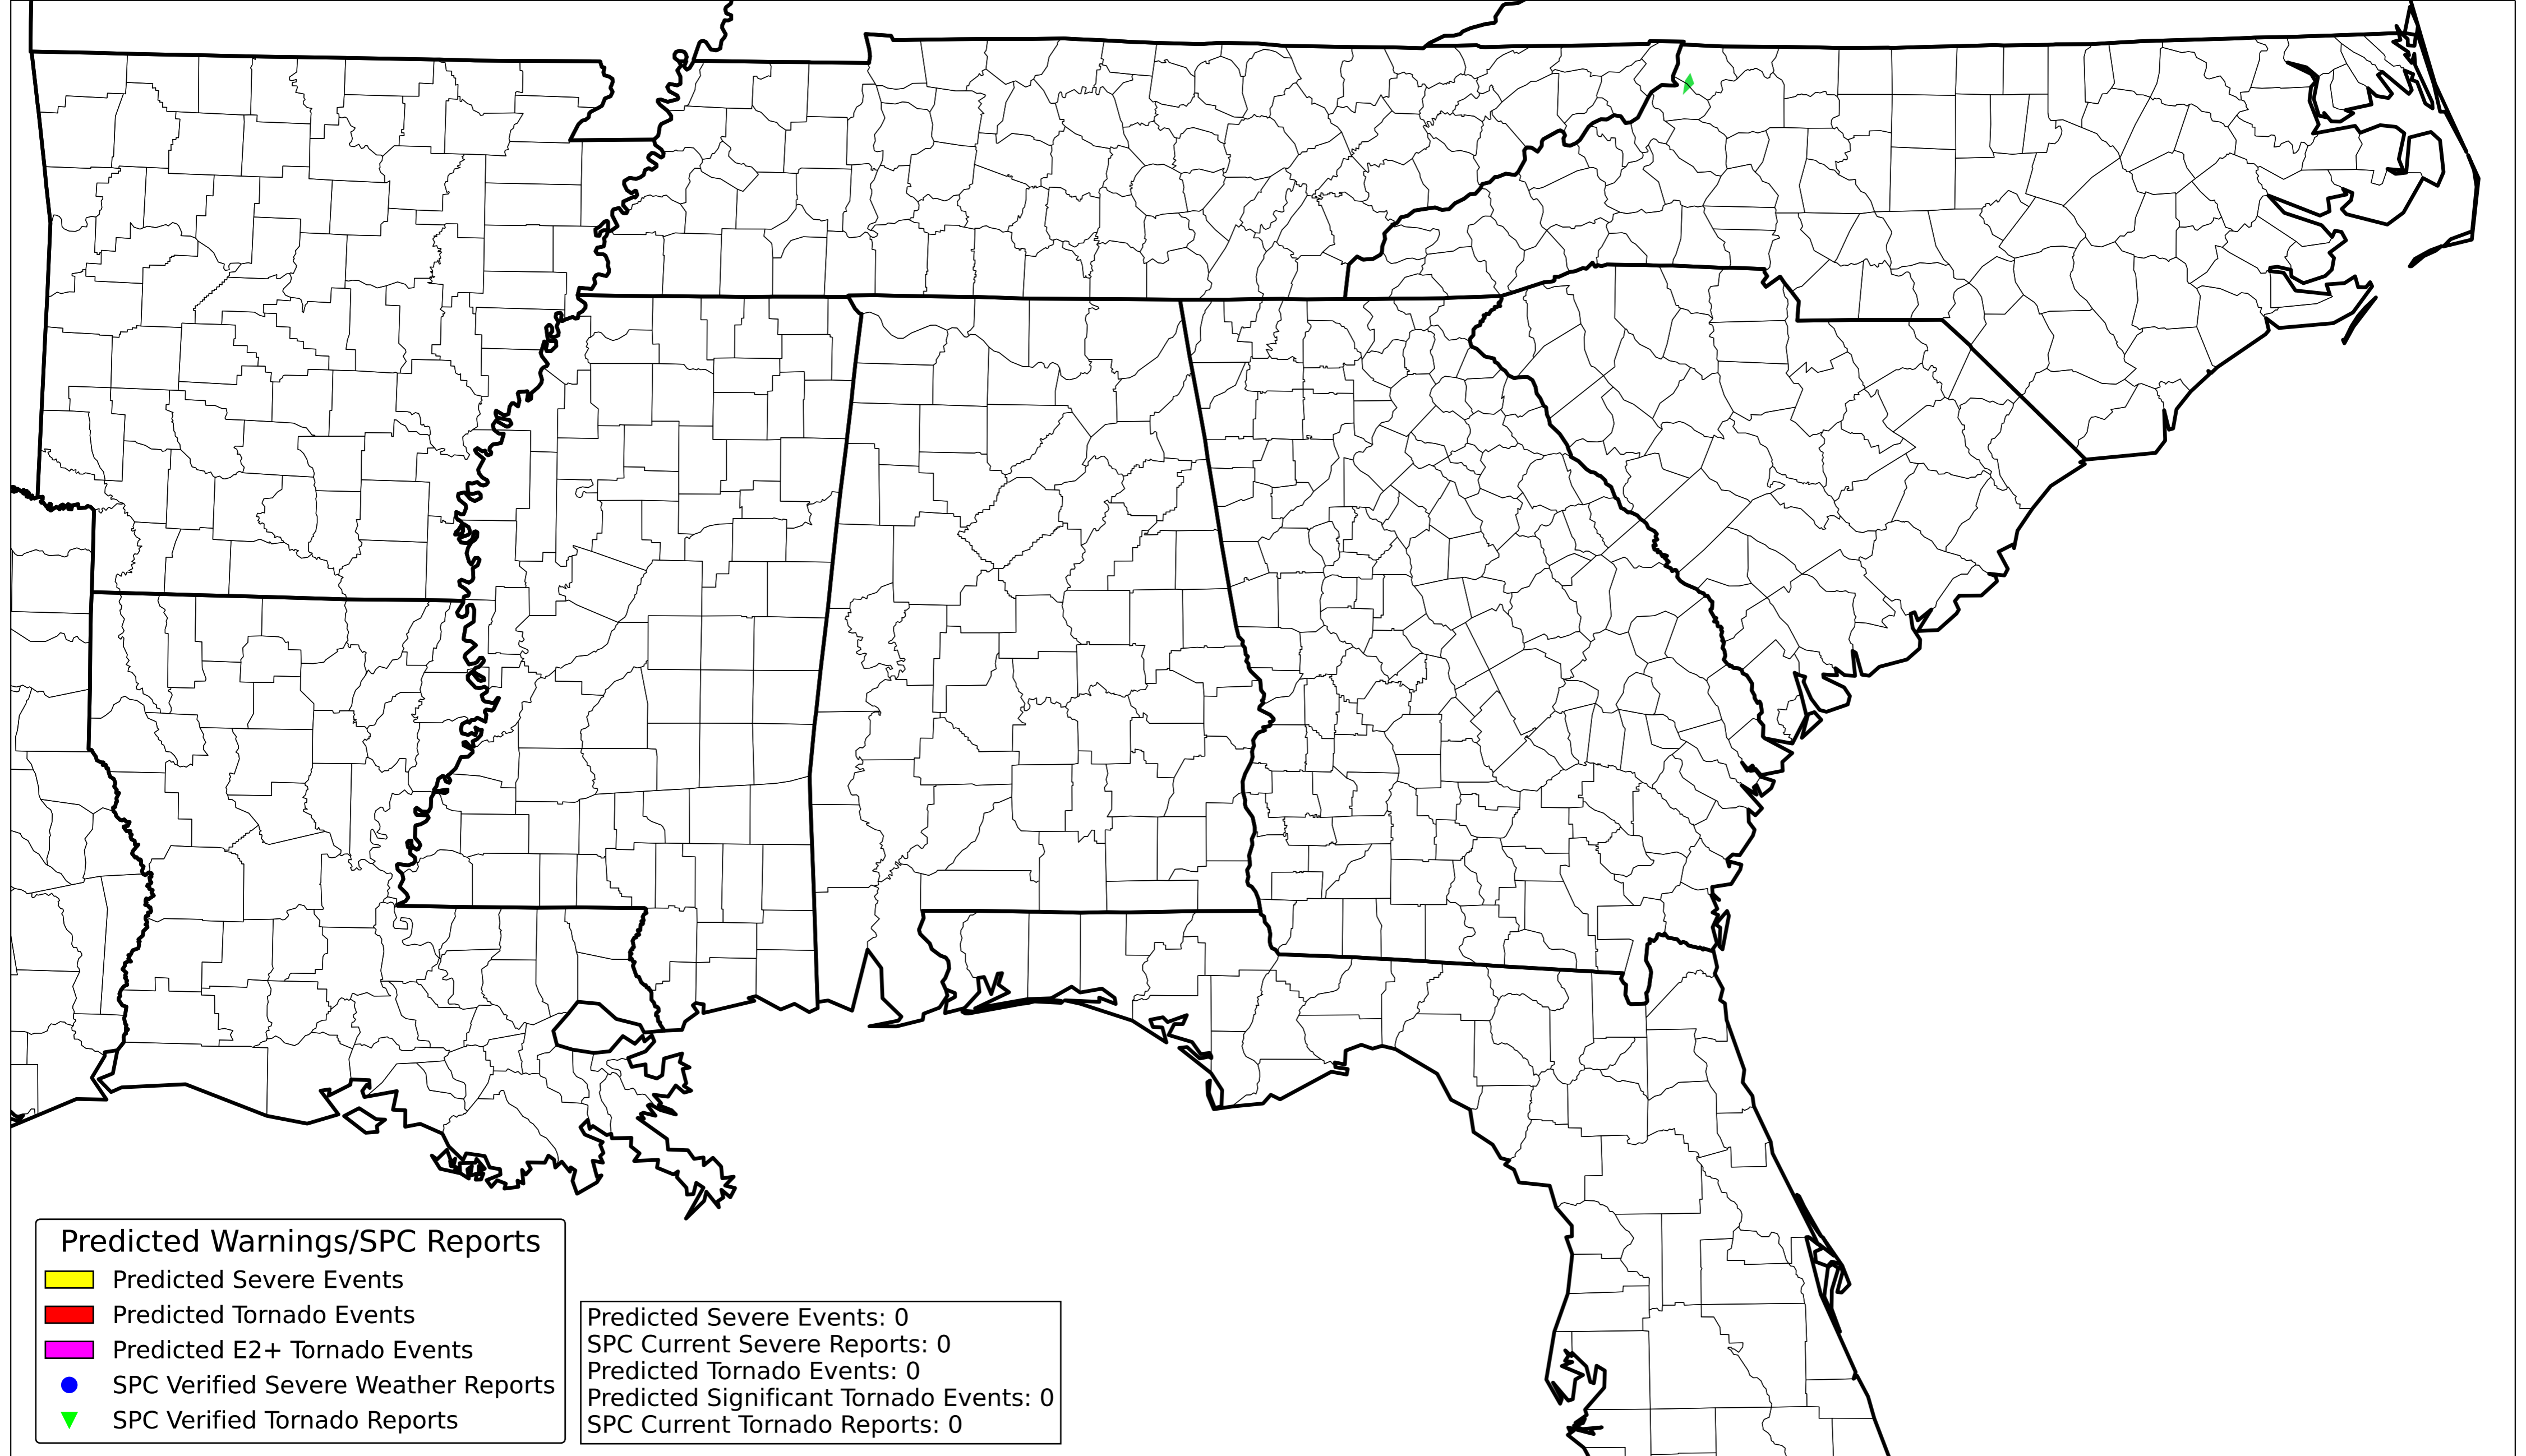 Predicted Warnings/SPC Reports
Predicted Severe Events
Predicted Tornado Events
Predicted E2+ Tornado Events
SPC Verified Severe Weather Reports
SPC Verified Tornado Reports
Predicted Severe Events: 0
SPC Current Severe Reports: 0
Predicted Tornado Events: 0
Predicted Significant Tornado Events: 0
SPC Current Tornado Reports: 0